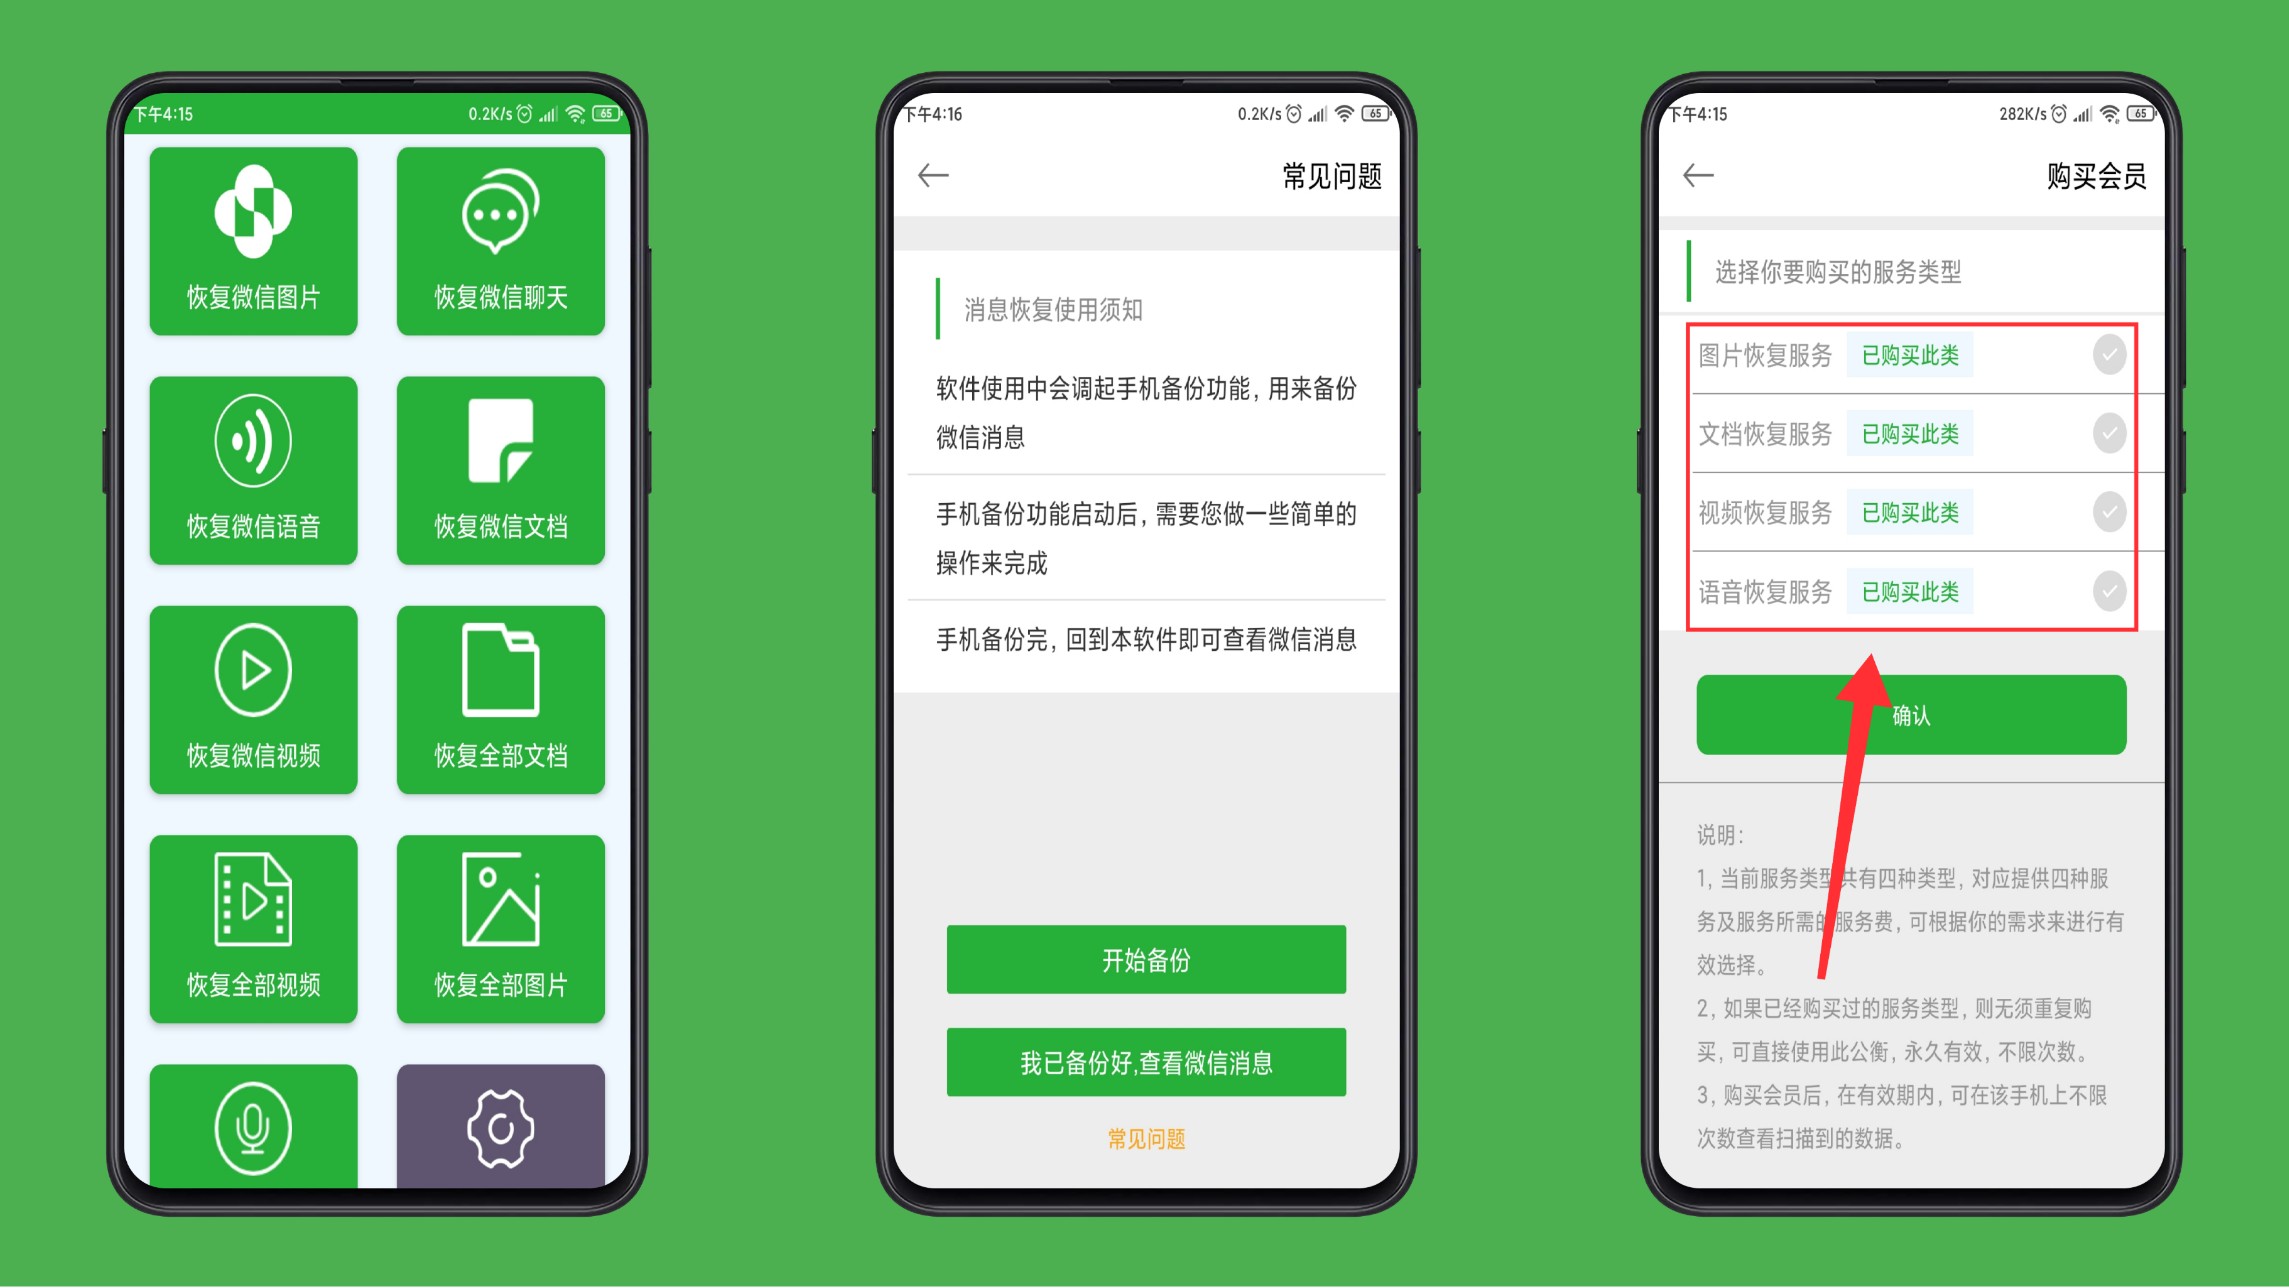 下午4:15
0.2K/s
65
恢复微信图片
恢复微信聊天
恢复微信语音
恢复微信文档
恢复微信视频
恢复全部文档
恢复全部视频
恢复全部图片
下午4:16
0.2K/s
65
常见问题
消息恢复使用须知
软件使用中会调起手机备份功能，用来备份
微信消息
手机备份功能启动后，需要您做一些简单的
操作来完成
手机备份完，回到本软件即可查看微信消息
开始备份
我已备份好,查看微信消息
常见问题
下午4:15
282K/s
65
购买会员
选择你要购买的服务类型
图片恢复服务 已购买此类
文档恢复服务 已购买此类
视频恢复服务 已购买此类
语音恢复服务 已购买此类
确认
说明：
1，当前服务类型共有四种类型，对应提供四种服
务及服务所需的服务费，可根据你的需求来进行有
效选择。
2，如果已经购买过的服务类型，则无须重复购
买，可直接使用此公衡，永久有效，不限次数。
3，购买会员后，在有效期内，可在该手机上不限
次数查看扫描到的数据。